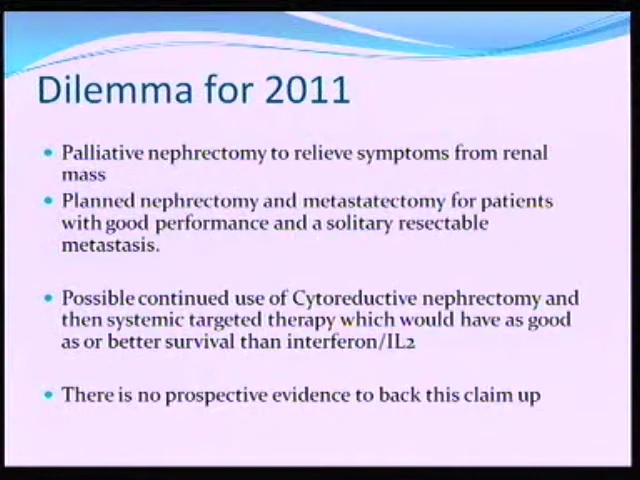 Dilemma for 2011
Palliative nephrectomy to relieve symptoms from renal
mass
Planned nephrectomy and metastatectomy for patients
with good performance and a solitary resectable
metastasis.
Possible continued use of Cytoreductive nephrectomy and
then systemic targeted therapy which would have as good
as or better survival than interferon/IL2
There is no prospective evidence to back this claim up